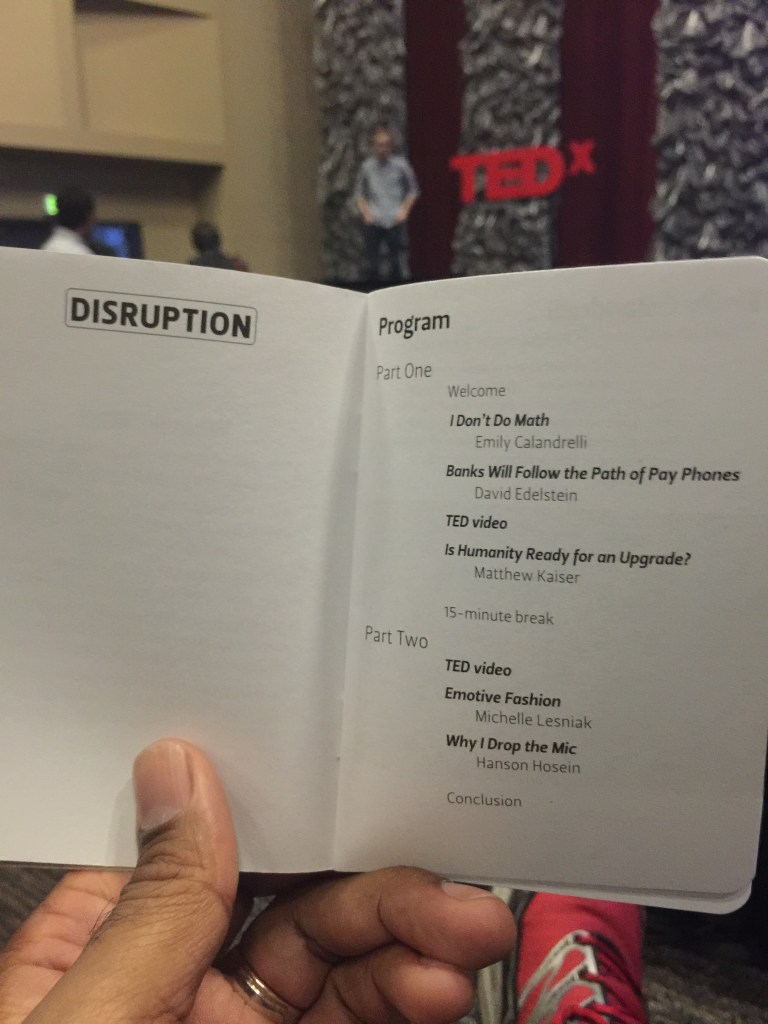 TEDx
DISRUPTION
Program
Part One
Welcome
I Don't Do Math
Emily Calandrelli
Banks Will Follow the Path of Pay Phones
David Edelstein
TED video
Is Humanity Ready for an Upgrade?
Matthew Kaiser
15-minute break
Part Two
TED video
Emotive Fashion
Michelle Lesniak
Why I Drop the Mic
Hanson Hosein
Conclusion